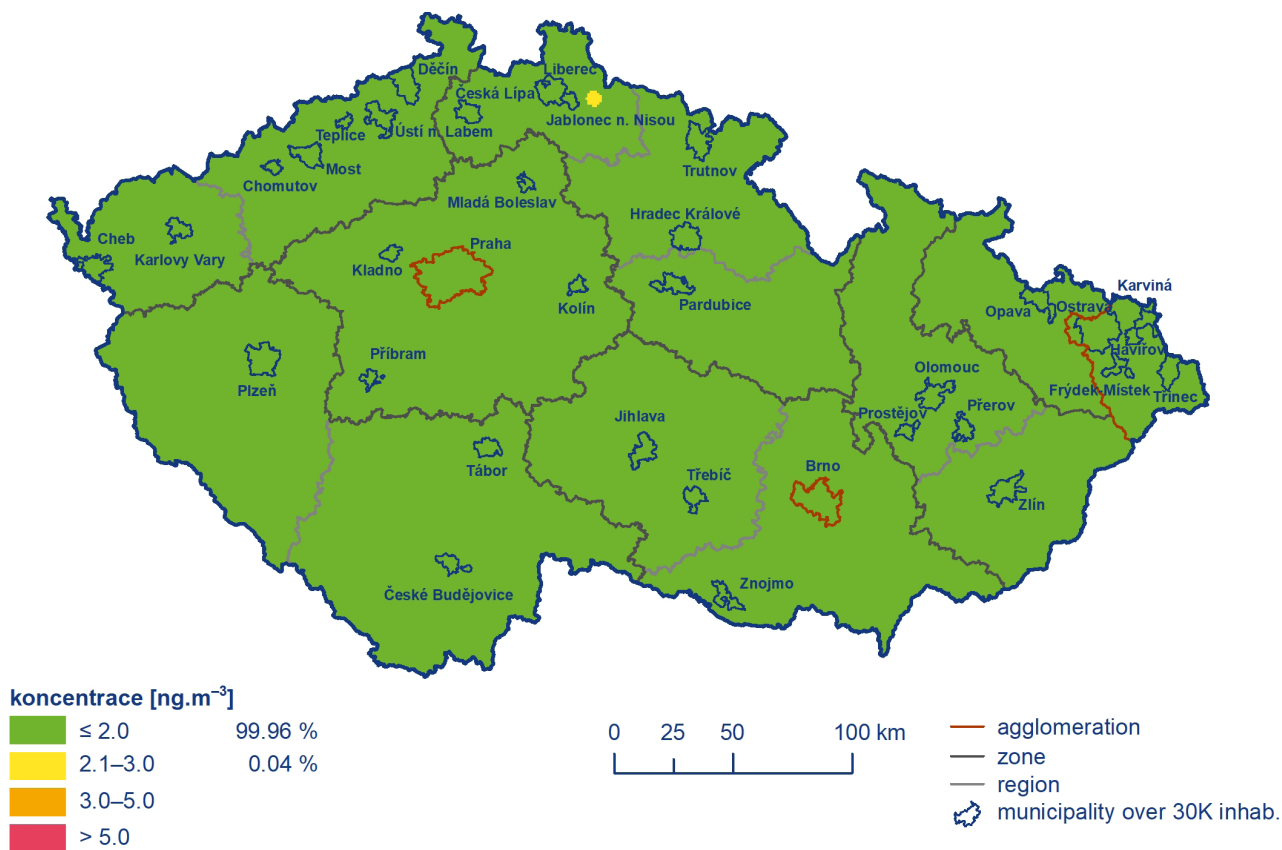 Děčín
Liberec
Česká Lípa
Jablonec n. Nisou
Teplice
Ústí n. Labem
Most
Chomutov
Trutnov
Mladá Boleslav
Hradec Králové
Cheb
Karlovy Vary
Praha
Kladno
Kolín
Pardubice
Karviná
Opava
Ostrava
Havířov
Příbram
Plzeň
Olomouc
Frýdek Místek
Třinec
Prostějov
Přerov
Jihlava
Tábor
Třebíč
Brno
Zlín
České Budějovice
Znojmo
koncentrace [ng.m⁻³]
≤ 2.0 99.96 %
2.1–3.0 0.04 %
3.0–5.0
> 5.0
0 25 50 100 km
agglomeration
zone
region
municipality over 30K inhab.